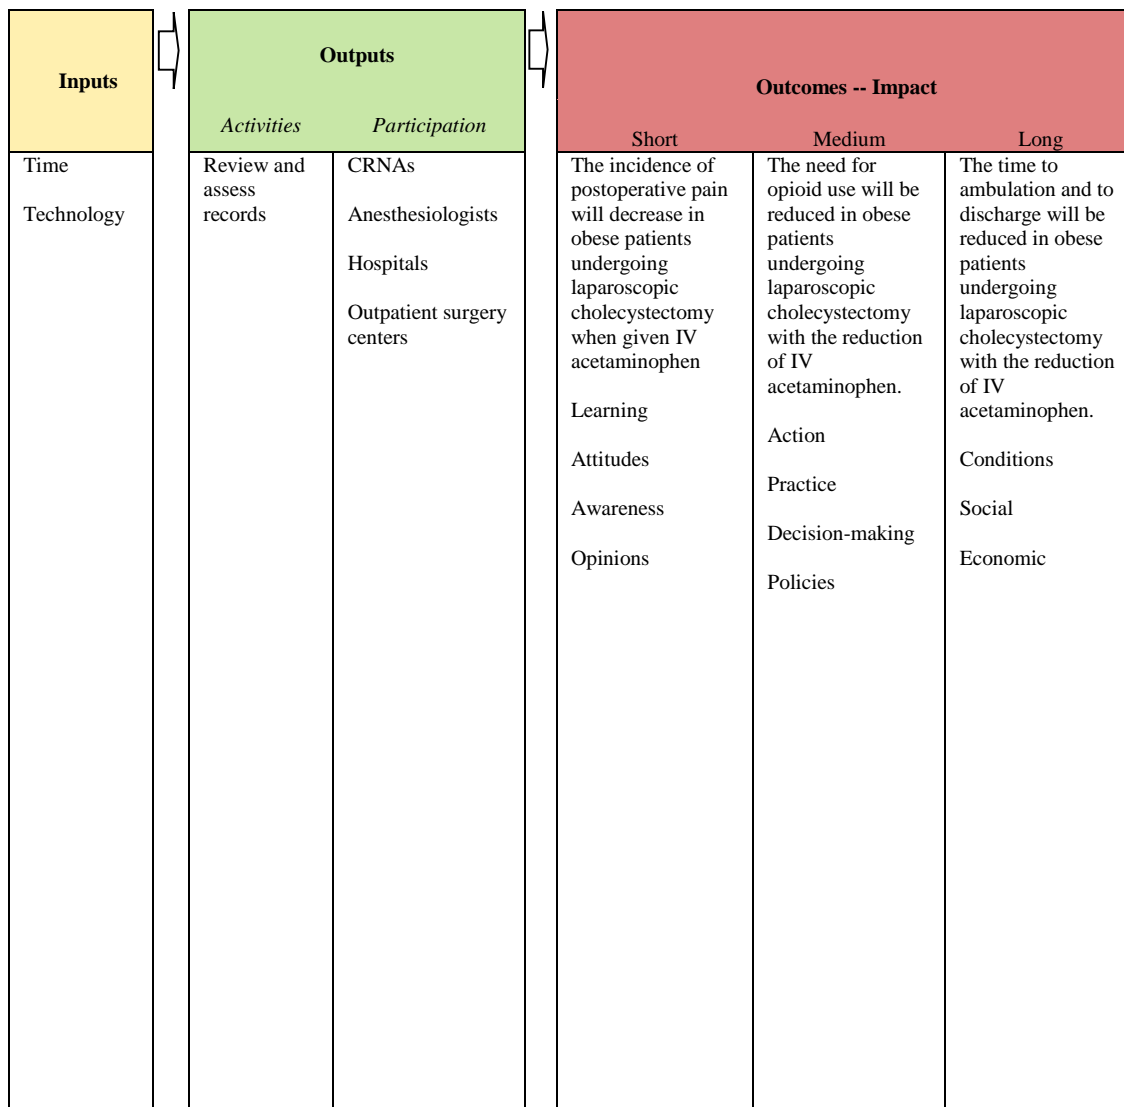 Inputs
Outputs
Activities
Participation
Outcomes -- Impact
Short
Medium
Long
Time
Technology
Review and
assess
records
CRNAs
Anesthesiologists
Hospitals
Outpatient surgery
centers
The incidence of
postoperative pain
will decrease in
obese patients
undergoing
laparoscopic
cholecystectomy
when given IV
acetaminophen
Learning
Attitudes
Awareness
Opinions
The need for
opioid use will be
reduced in obese
patients
undergoing
laparoscopic
cholecystectomy
with the reduction
of IV
acetaminophen.
Action
Practice
Decision-making
Policies
The time to
ambulation and to
discharge will be
reduced in obese
patients
undergoing
laparoscopic
cholecystectomy
with the reduction
of IV
acetaminophen.
Conditions
Social
Economic